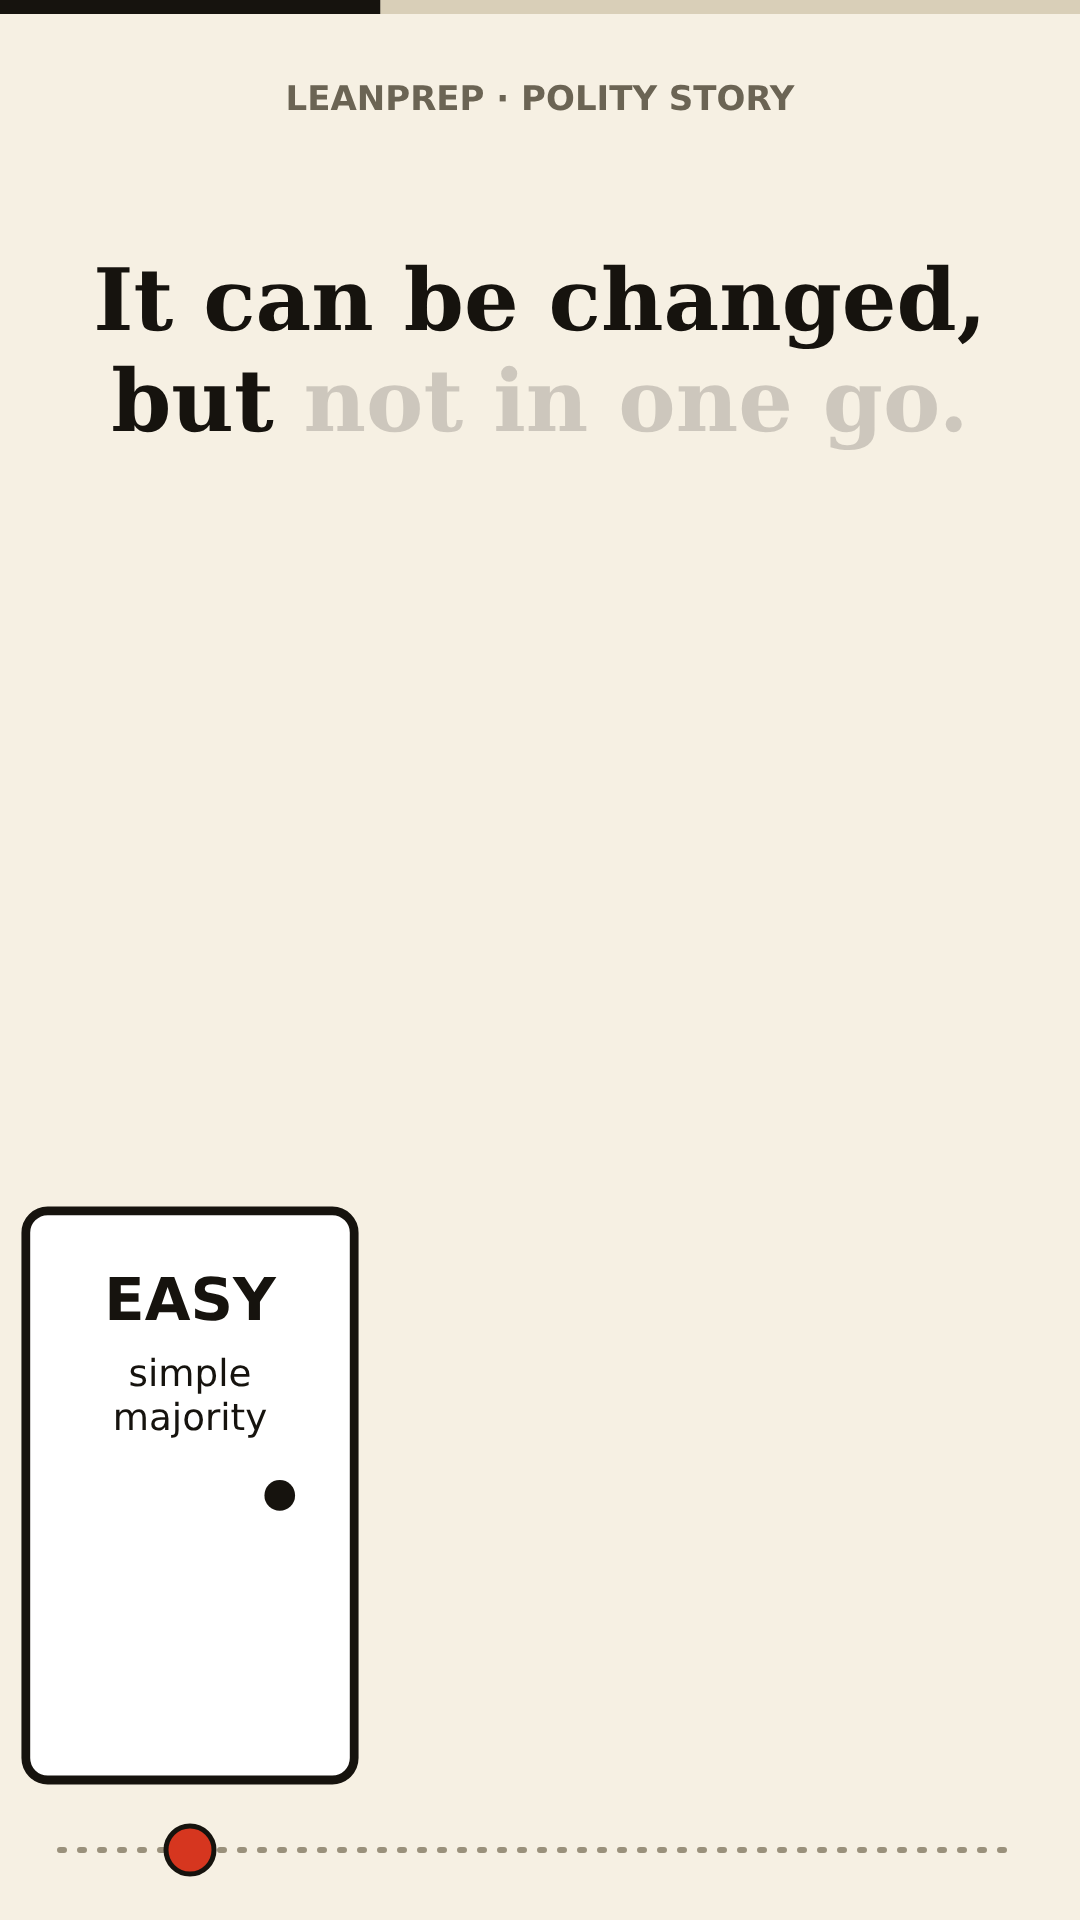 LEANPREP · POLITY STORY
It can be changed,
but not in one go.
EASY
simple
majority